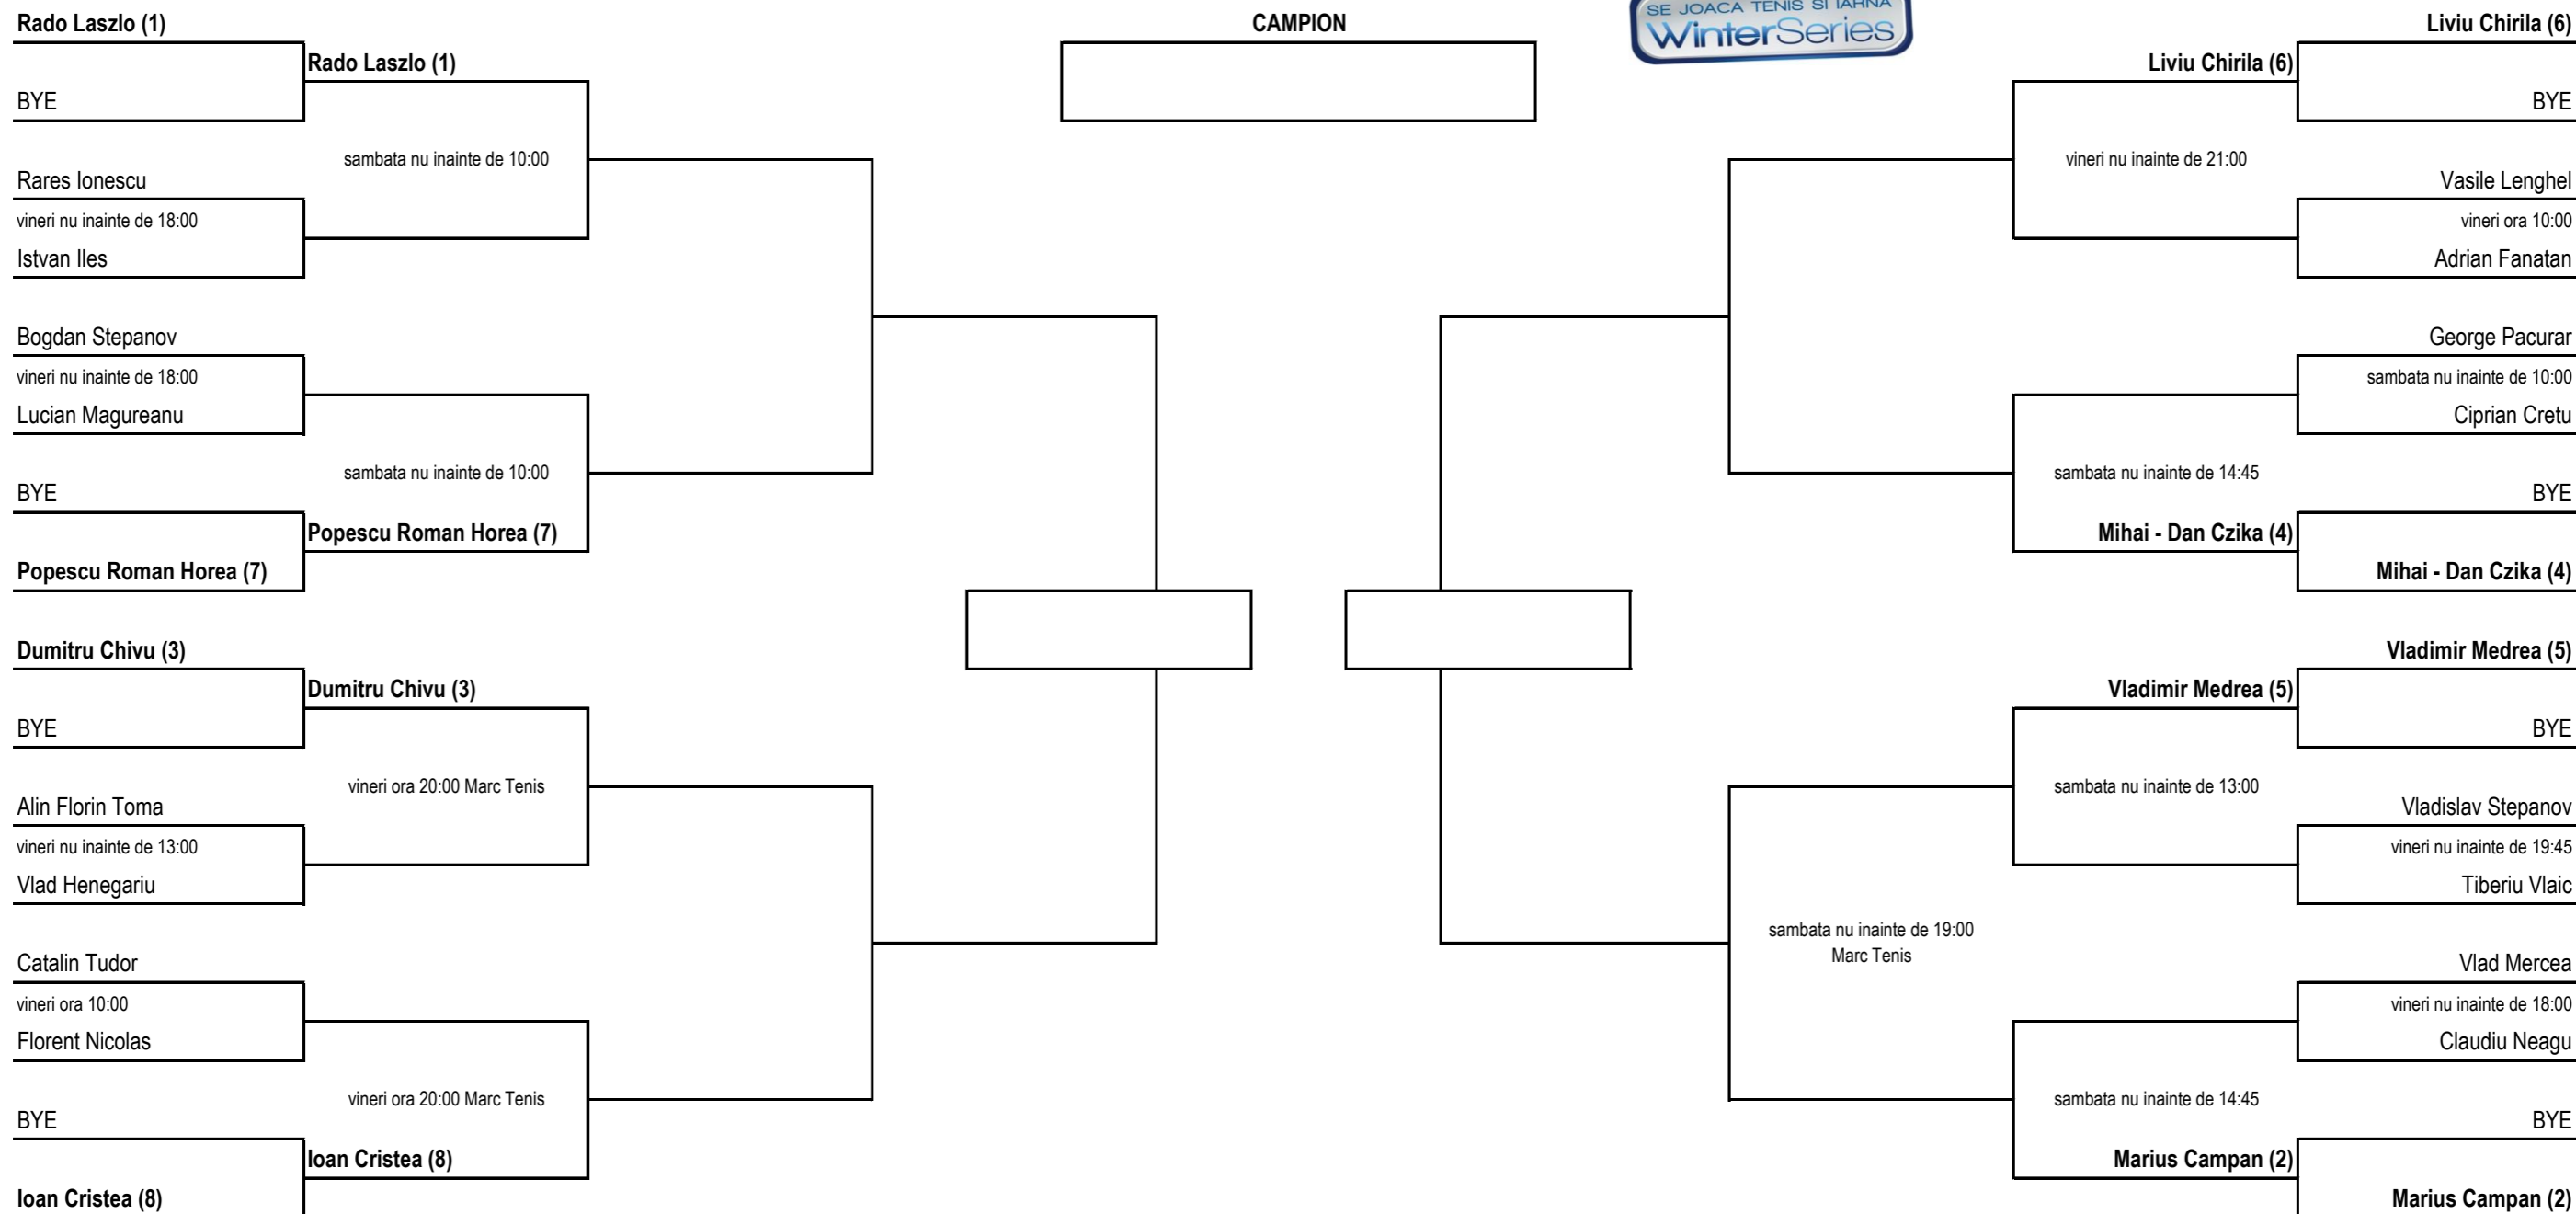 Rado Laszlo (1)
Rado Laszlo (1)
BYE
sambata nu inainte de 10:00
Rares Ionescu
vineri nu inainte de 18:00
Istvan Iles
Bogdan Stepanov
vineri nu inainte de 18:00
Lucian Magureanu
sambata nu inainte de 10:00
BYE
Popescu Roman Horea (7)
Popescu Roman Horea (7)
Dumitru Chivu (3)
Dumitru Chivu (3)
BYE
vineri ora 20:00 Marc Tenis
Alin Florin Toma
vineri nu inainte de 13:00
Vlad Henegariu
Catalin Tudor
vineri ora 10:00
Florent Nicolas
vineri ora 20:00 Marc Tenis
BYE
Ioan Cristea (8)
Ioan Cristea (8)
CAMPION
SE JOACA TENIS SI IARNA
WinterSeries
Liviu Chirila (6)
Liviu Chirila (6)
BYE
vineri nu inainte de 21:00
Vasile Lenghel
vineri ora 10:00
Adrian Fanatan
George Pacurar
sambata nu inainte de 10:00
Ciprian Cretu
sambata nu inainte de 14:45
BYE
Mihai - Dan Czika (4)
Mihai - Dan Czika (4)
Vladimir Medrea (5)
Vladimir Medrea (5)
BYE
sambata nu inainte de 13:00
Vladislav Stepanov
vineri nu inainte de 19:45
Tiberiu Vlaic
sambata nu inainte de 19:00
Marc Tenis
Vlad Mercea
vineri nu inainte de 18:00
Claudiu Neagu
sambata nu inainte de 14:45
BYE
Marius Campan (2)
Marius Campan (2)